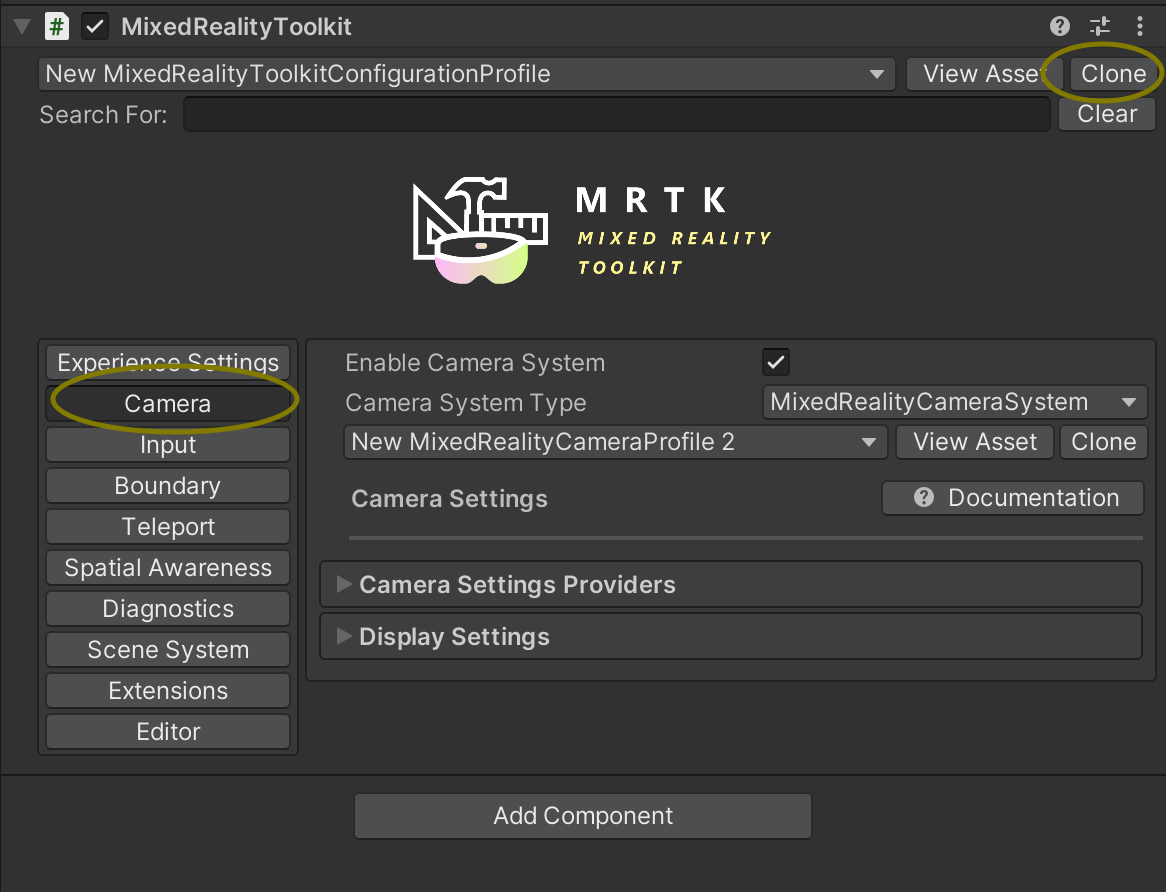 # MixedRealityToolkit
New MixedRealityToolkitConfigurationProfile View Asset Clone
Search For: Clear
MRTK
MIXED REALITY
TOOLKIT
Experience Settings
Camera
Input
Boundary
Teleport
Spatial Awareness
Diagnostics
Scene System
Extensions
Editor
Enable Camera System
Camera System Type MixedRealityCameraSystem
New MixedRealityCameraProfile 2 View Asset Clone
Camera Settings ? Documentation
Camera Settings Providers
Display Settings
Add Component